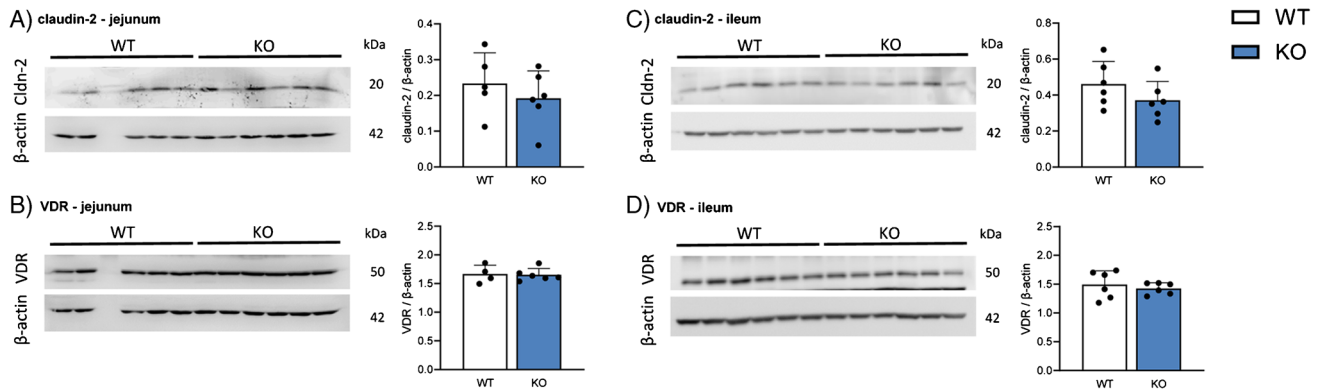 A) claudin-2 - jejunum
WT KO kDa
Cldn-2
20
β-actin
42
claudin-2 / β-actin
0.4
0.3
0.2
0.1
0.0
WT KO
C) claudin-2 - ileum
WT KO kDa
Cldn-2
20
β-actin
42
claudin-2 / β-actin
0.8
0.6
0.4
0.2
0.0
WT KO
WT
KO
B) VDR - jejunum
WT KO kDa
VDR
50
β-actin
42
VDR / β-actin
2.5
2.0
1.5
1.0
0.5
0.0
WT KO
D) VDR - ileum
WT KO kDa
VDR
50
β-actin
42
VDR / β-actin
2.5
2.0
1.5
1.0
0.5
0.0
WT KO